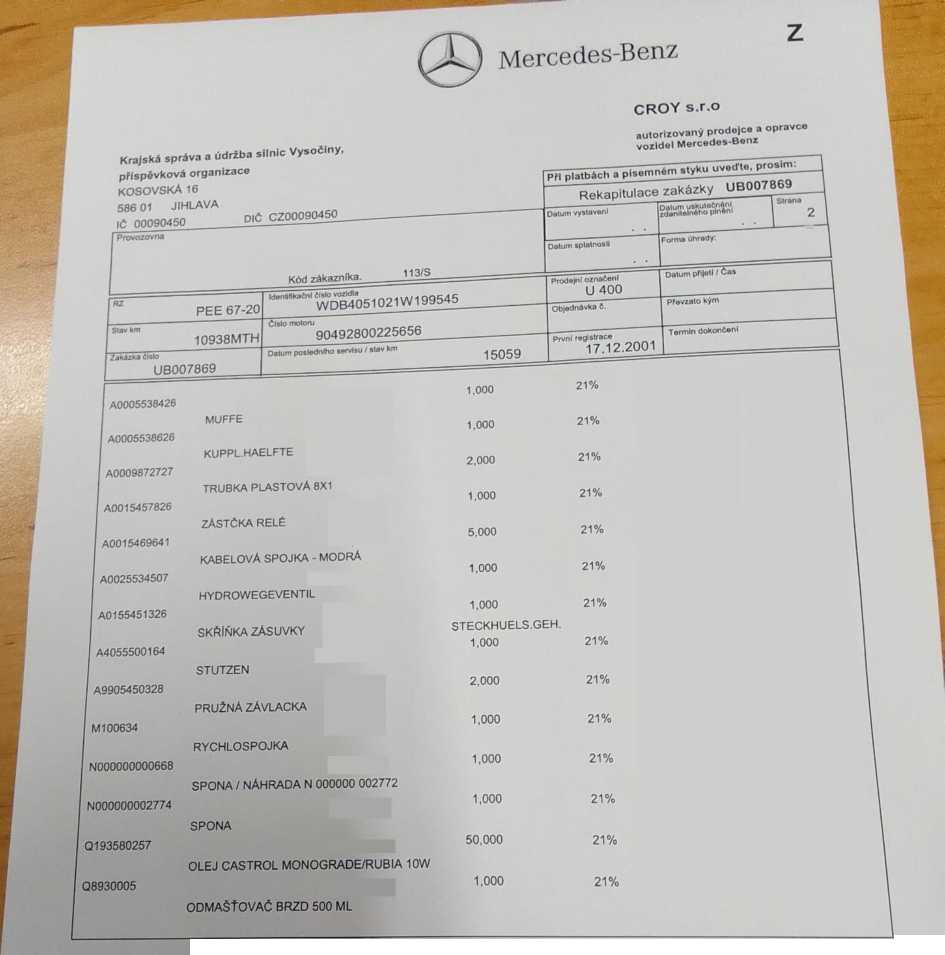 Mercedes-Benz
Z
CROY s.r.o
autorizovaný prodejce a opravce
vozidel Mercedes-Benz
Krajská správa a údržba silnic Vysočiny,
příspěvková organizace
KOSOVSKÁ 16
586 01 JIHLAVA
IČ 00090450 DIČ CZ00090450
Při platbách a písemném styku uveďte, prosím:
Rekapitulace zakázky UB007869
Datum vystavení . .
Datum uskutečnění zdanitelného plnění . .
Strana 2
Datum splatnosti . .
Forma úhrady:
Provozovna
Kód zákazníka. 113/S
RZ PEE 67-20
Identifikační číslo vozidla WDB4051021W199545
Prodejní označení U 400
Datum přijetí / Čas
Stav km 10938MTH
Číslo motoru 90492800225656
Objednávka č.
Převzato kým
Zakázka číslo UB007869
Datum posledního servisu / stav km 15059
První registrace 17.12.2001
Termín dokončení
A0005538426 1,000 21%
MUFFE
A0005538626 1,000 21%
KUPPL.HAELFTE
A0009872727 2,000 21%
TRUBKA PLASTOVÁ 8X1
A0015457826 1,000 21%
ZÁSTČKA RELÉ
A0015469641 5,000 21%
KABELOVÁ SPOJKA - MODRÁ
A0025534507 1,000 21%
HYDROWEGEVENTIL
A0155451326 1,000 21%
SKŘÍŇKA ZÁSUVKY STECKHUELS.GEH.
A4055500164 1,000 21%
STUTZEN
A9905450328 2,000 21%
PRUŽNÁ ZÁVLACKA
M100634 1,000 21%
RYCHLOSPOJKA
N000000000668 1,000 21%
SPONA / NÁHRADA N 000000 002772
N000000002774 1,000 21%
SPONA
Q193580257 50,000 21%
OLEJ CASTROL MONOGRADE/RUBIA 10W
Q8930005 1,000 21%
ODMAŠŤOVAČ BRZD 500 ML